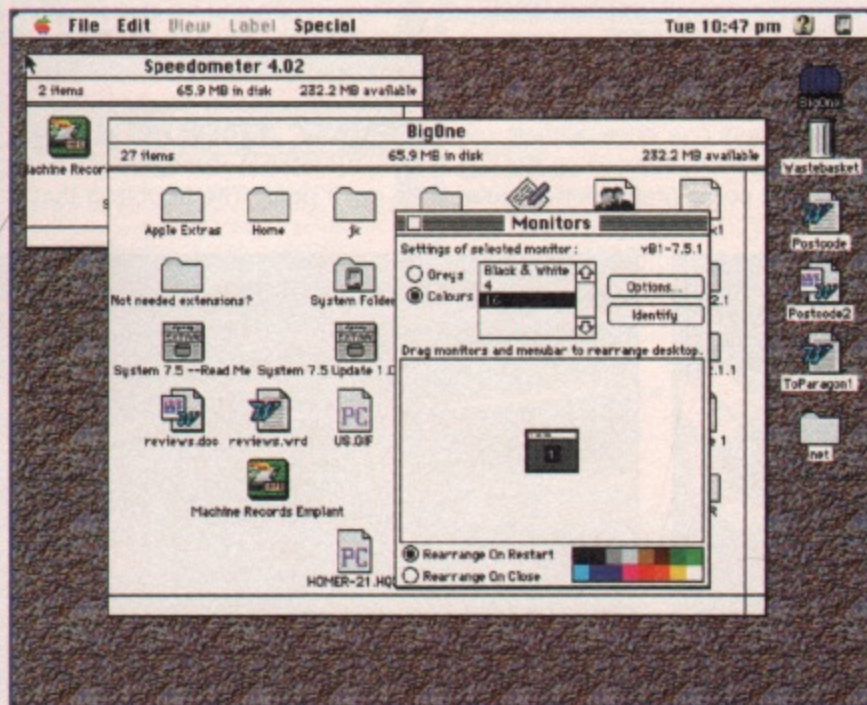 File Edit View Label Special Tue 10:47 pm
Speedometer 4.02
2 items 65.9 MB in disk 232.2 MB available
BigOne
Machine Recor
BigOne
27 items 65.9 MB in disk 232.2 MB available
Wastebasket
Apple Extras Home jk
Monitors
Settings of selected monitor : v81-7.5.1
Greys
Colours
Black & White
4
16
Options...
Identify
Postcode
Not needed extensions? System Folder
Postcode2
Drag monitors and menubar to rearrange desktop.
System 7.5 --Read Me System 7.5 Update 1.0
ToParagon1
reviews.doc reviews.wrd US.GIF
1
inet
Machine Records Emplant
Rearrange On Restart
Rearrange On Close
HOMER-21.HQX